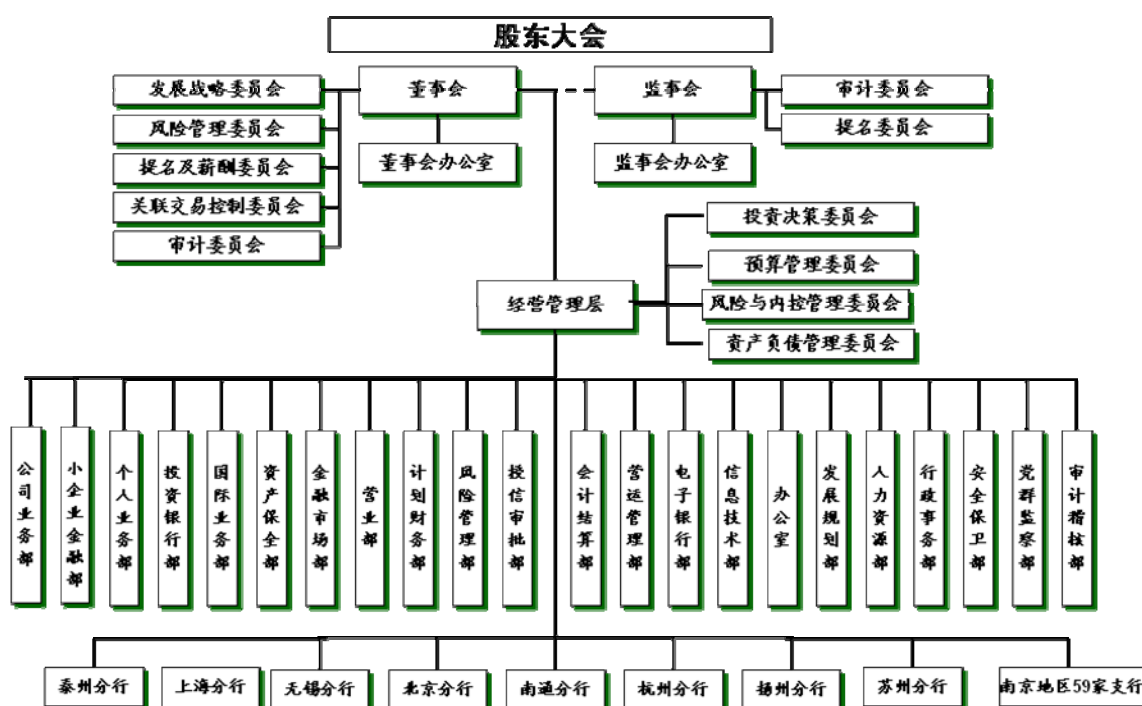 股东大会
发展战略委员会
董事会
监事会
审计委员会
风险管理委员会
提名委员会
提名及薪酬委员会
董事会办公室
监事会办公室
关联交易控制委员会
审计委员会
投资决策委员会
预算管理委员会
经营管理层
风险与内控管理委员会
资产负债管理委员会
公司业务部
小企业金融部
个人业务部
投资银行部
国际业务部
资产保全部
金融市场部
营业部
计划财务部
风险管理部
授信审批部
会计结算部
营运管理部
电子银行部
信息技术部
办公室
发展规划部
人力资源部
行政事务部
安全保卫部
党群监察部
审计稽核部
泰州分行
上海分行
无锡分行
北京分行
南通分行
杭州分行
扬州分行
苏州分行
南京地区59家支行